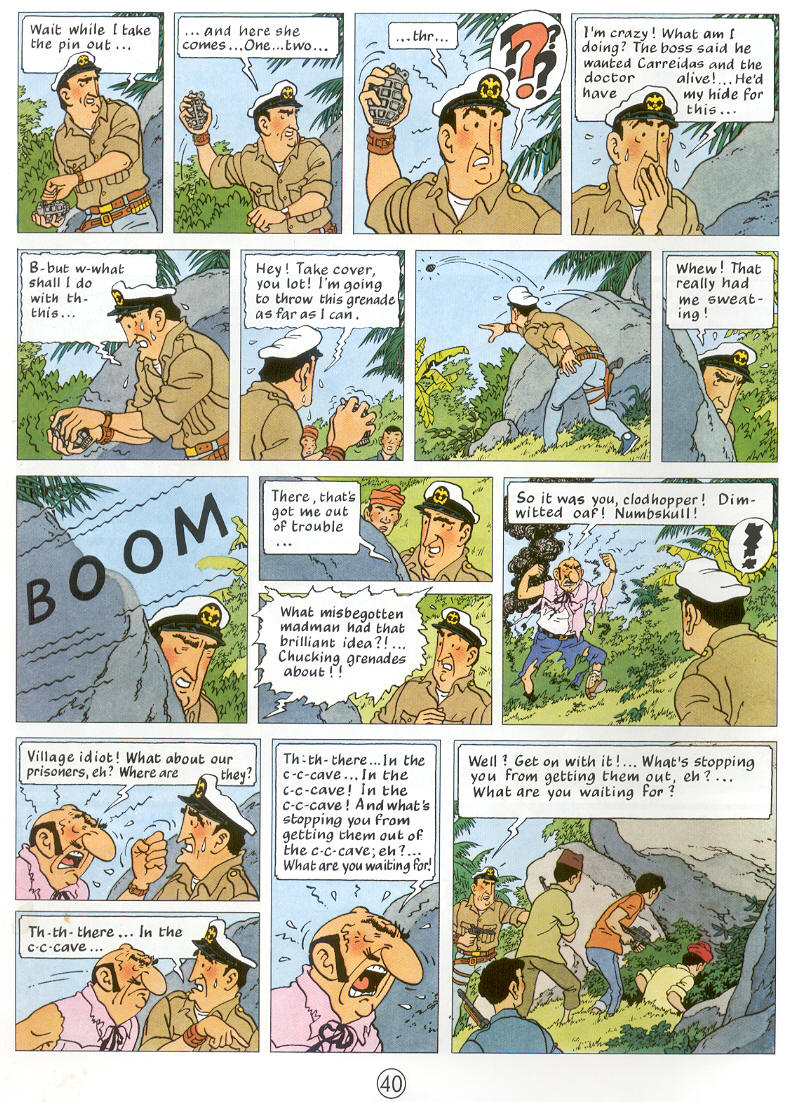 Wait while I take
the pin out...
...and here she
comes...One...two...
...thr...
???
I'm crazy! What am I
doing? The boss said he
wanted Carreidas and the
doctor alive!...He'd
have my hide for
this...
B-but w-what
shall I do
with th-
this...
Hey! Take cover,
you lot! I'm going
to throw this grenade
as far as I can.
Whew! That
really had
me sweat-
ing!
BOOM
There, that's
got me out
of trouble
...
What misbegotten
madman had that
brilliant idea?!...
Chucking grenades
about!!
So it was you, clodhopper! Dim-
witted oaf! Numbskull!
!
Village idiot! What about our
prisoners, eh? Where are they?
Th-th-there... In the
c-c-cave...
Th-th-there...In the
c-c-cave...In the
c-c-cave! In the
c-c-cave! And what's
stopping you from
getting them out of
the c-c-cave; eh?...
What are you waiting for!
Well? Get on with it!... What's stopping
you from getting them out, eh?...
What are you waiting for?
40